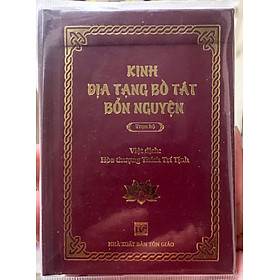 KINH
ĐỊA TẠNG BỒ TÁT
BỔN NGUYỆN
Trọn bộ
Việt dịch:
Hòa thượng Thích Trí Tịnh
NHÀ XUẤT BẢN TÔN GIÁO